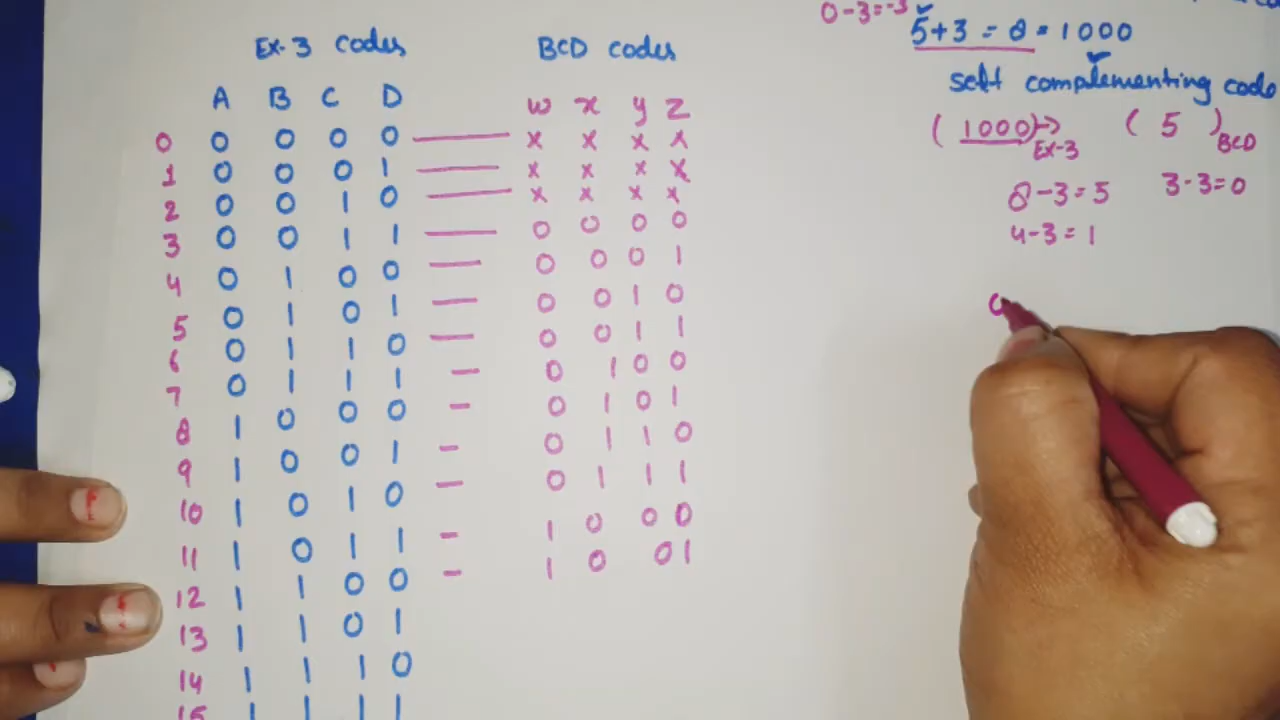 0-3=-3
5+3 = 8 = 1000
self complementing code
Ex-3 codes BCD codes
A B C D w x y z
0 0 0 0 0 — x x x x
1 0 0 0 1 — x x x x
2 0 0 1 0 — x x x x
3 0 0 1 1 — 0 0 0 0
4 0 1 0 0 — 0 0 0 1
5 0 1 0 1 — 0 0 1 0
6 0 1 1 0 — 0 0 1 1
7 0 1 1 1 — 0 1 0 0
8 1 0 0 0 — 0 1 0 1
9 1 0 0 1 — 0 1 1 0
10 1 0 1 0 — 0 1 1 1
11 1 0 1 1 — 1 0 0 0
12 1 1 0 0 — 1 0 0 1
13 1 1 0 1
14 1 1 1 0
15 1 1 1 1
(1000)→Ex-3 (5)BCD
8-3=5 3-3=0
4-3=1
0